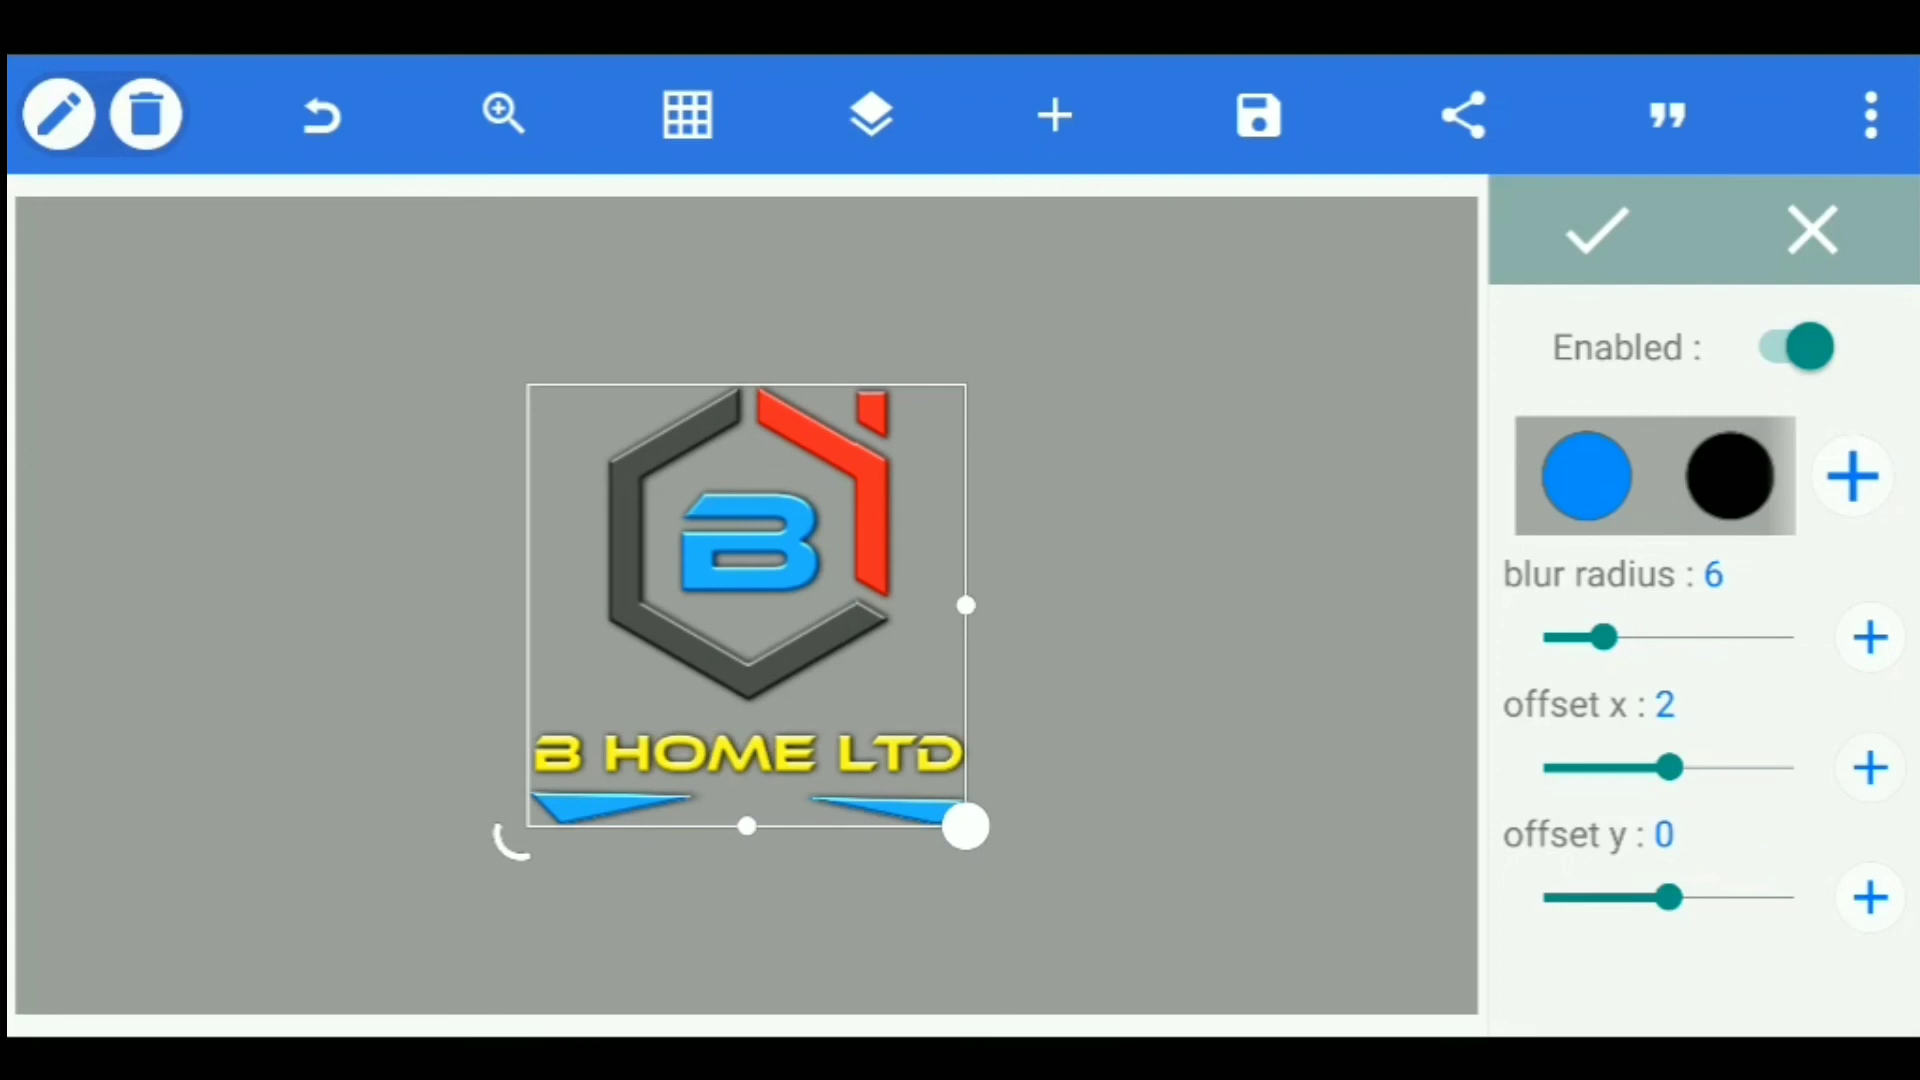 Enabled :
blur radius : 6
offset x : 2
offset y : 0
B
B HOME LTD